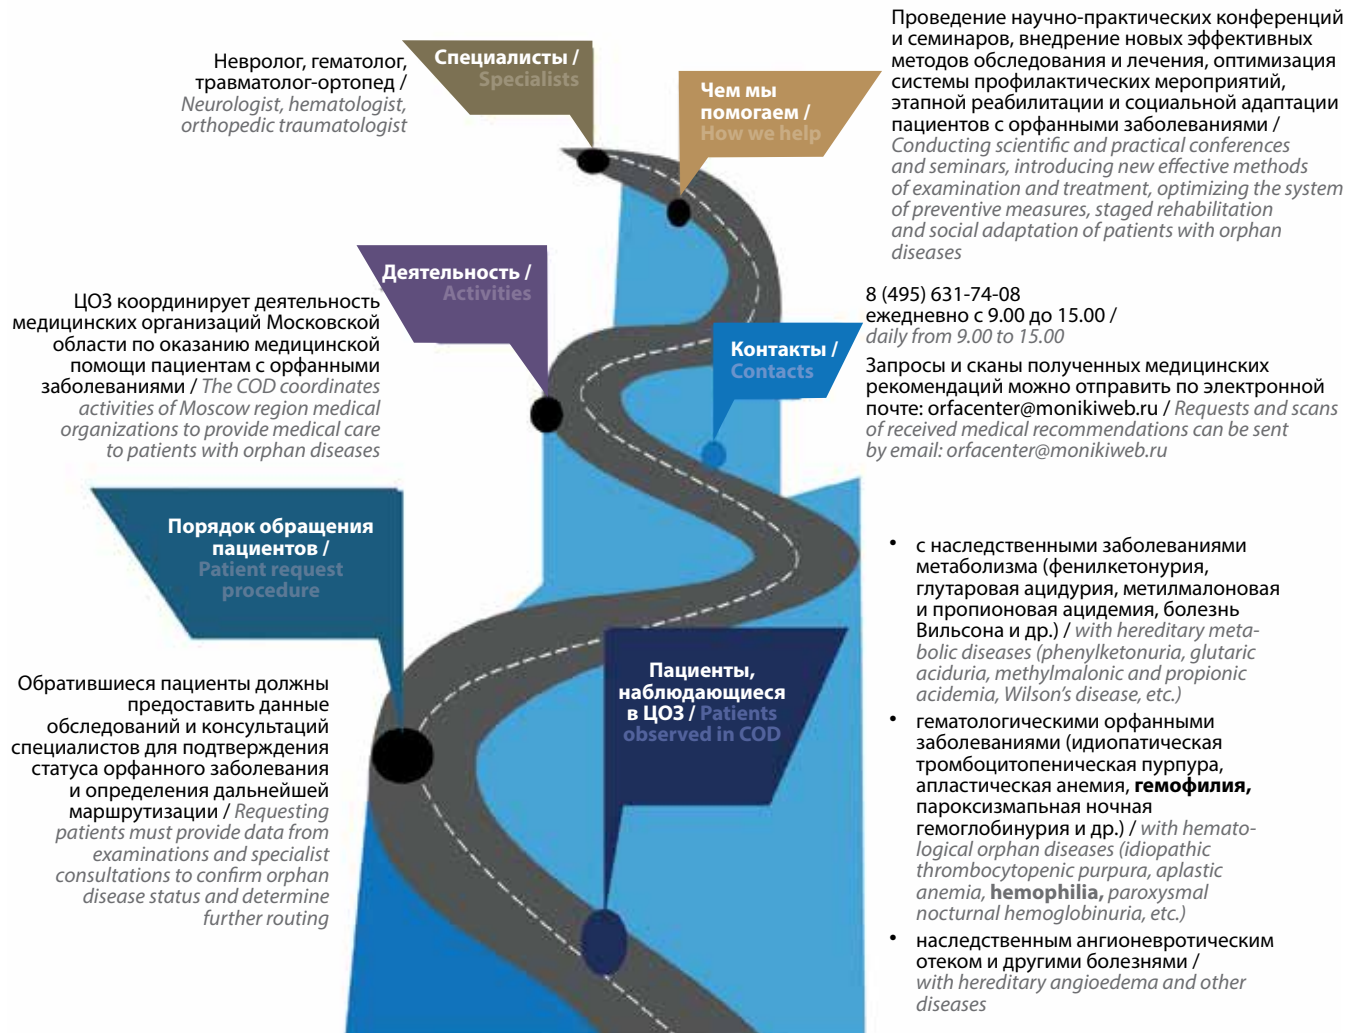 Невролог, гематолог,
травматолог-ортопед /
Neurologist, hematologist,
orthopedic traumatologist
Специалисты /
Specialists
Чем мы
помогаем /
How we help
Проведение научно-практических конференций
и семинаров, внедрение новых эффективных
методов обследования и лечения, оптимизация
системы профилактических мероприятий,
этапной реабилитации и социальной адаптации
пациентов с орфанными заболеваниями /
Conducting scientific and practical conferences
and seminars, introducing new effective methods
of examination and treatment, optimizing the system
of preventive measures, staged rehabilitation
and social adaptation of patients with orphan
diseases
Деятельность /
Activities
ЦОЗ координирует деятельность
медицинских организаций Московской
области по оказанию медицинской
помощи пациентам с орфанными
заболеваниями / The COD coordinates
activities of Moscow region medical
organizations to provide medical care
to patients with orphan diseases
Контакты /
Contacts
8 (495) 631-74-08
ежедневно с 9.00 до 15.00 /
daily from 9.00 to 15.00
Запросы и сканы полученных медицинских
рекомендаций можно отправить по электронной
почте: orfacenter@monikiweb.ru / Requests and scans
of received medical recommendations can be sent
by email: orfacenter@monikiweb.ru
Порядок обращения
пациентов /
Patient request
procedure
Обратившиеся пациенты должны
предоставить данные
обследований и консультаций
специалистов для подтверждения
статуса орфанного заболевания
и определения дальнейшей
маршрутизации / Requesting
patients must provide data from
examinations and specialist
consultations to confirm orphan
disease status and determine
further routing
Пациенты,
наблюдающиеся
в ЦОЗ / Patients
observed in COD
• с наследственными заболеваниями
метаболизма (фенилкетонурия,
глутаровая ацидурия, метилмалоновая
и пропионовая ацидемия, болезнь
Вильсона и др.) / with hereditary meta-
bolic diseases (phenylketonuria, glutaric
aciduria, methylmalonic and propionic
acidemia, Wilson's disease, etc.)
• гематологическими орфанными
заболеваниями (идиопатическая
тромбоцитопеническая пурпура,
апластическая анемия, гемофилия,
пароксизмальная ночная
гемоглобинурия и др.) / with hemato-
logical orphan diseases (idiopathic
thrombocytopenic purpura, aplastic
anemia, hemophilia, paroxysmal
nocturnal hemoglobinuria, etc.)
• наследственным ангионевротическим
отеком и другими болезнями /
with hereditary angioedema and other
diseases